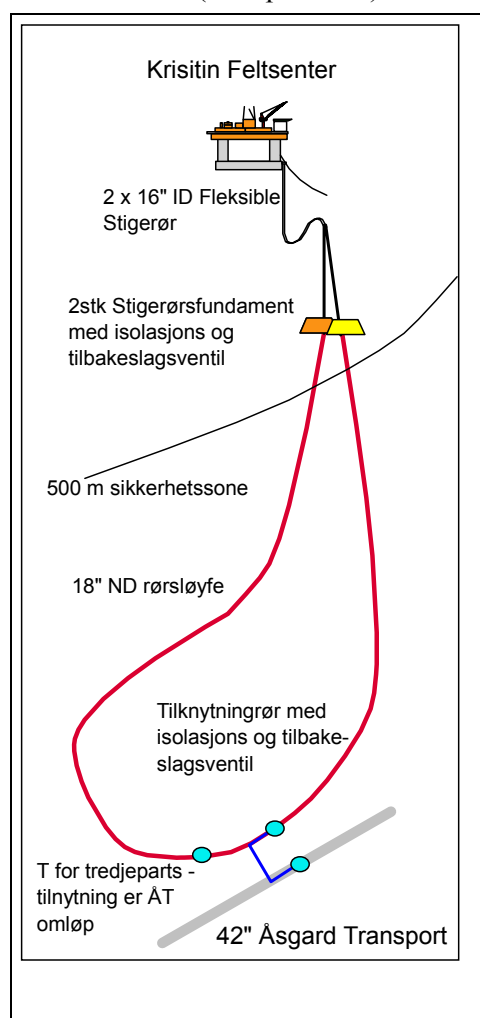 Krisitin Feltsenter
2 x 16" ID Fleksible
Stigerør
2stk Stigerørsfundament
med isolasjons og
tilbakeslagsventil
500 m sikkerhetssone
18" ND rørsløyfe
Tilknytningrør med
isolasjons og tilbake-
slagsventil
T for tredjeparts -
tilnytning er ÅT
omløp
42" Åsgard Transport